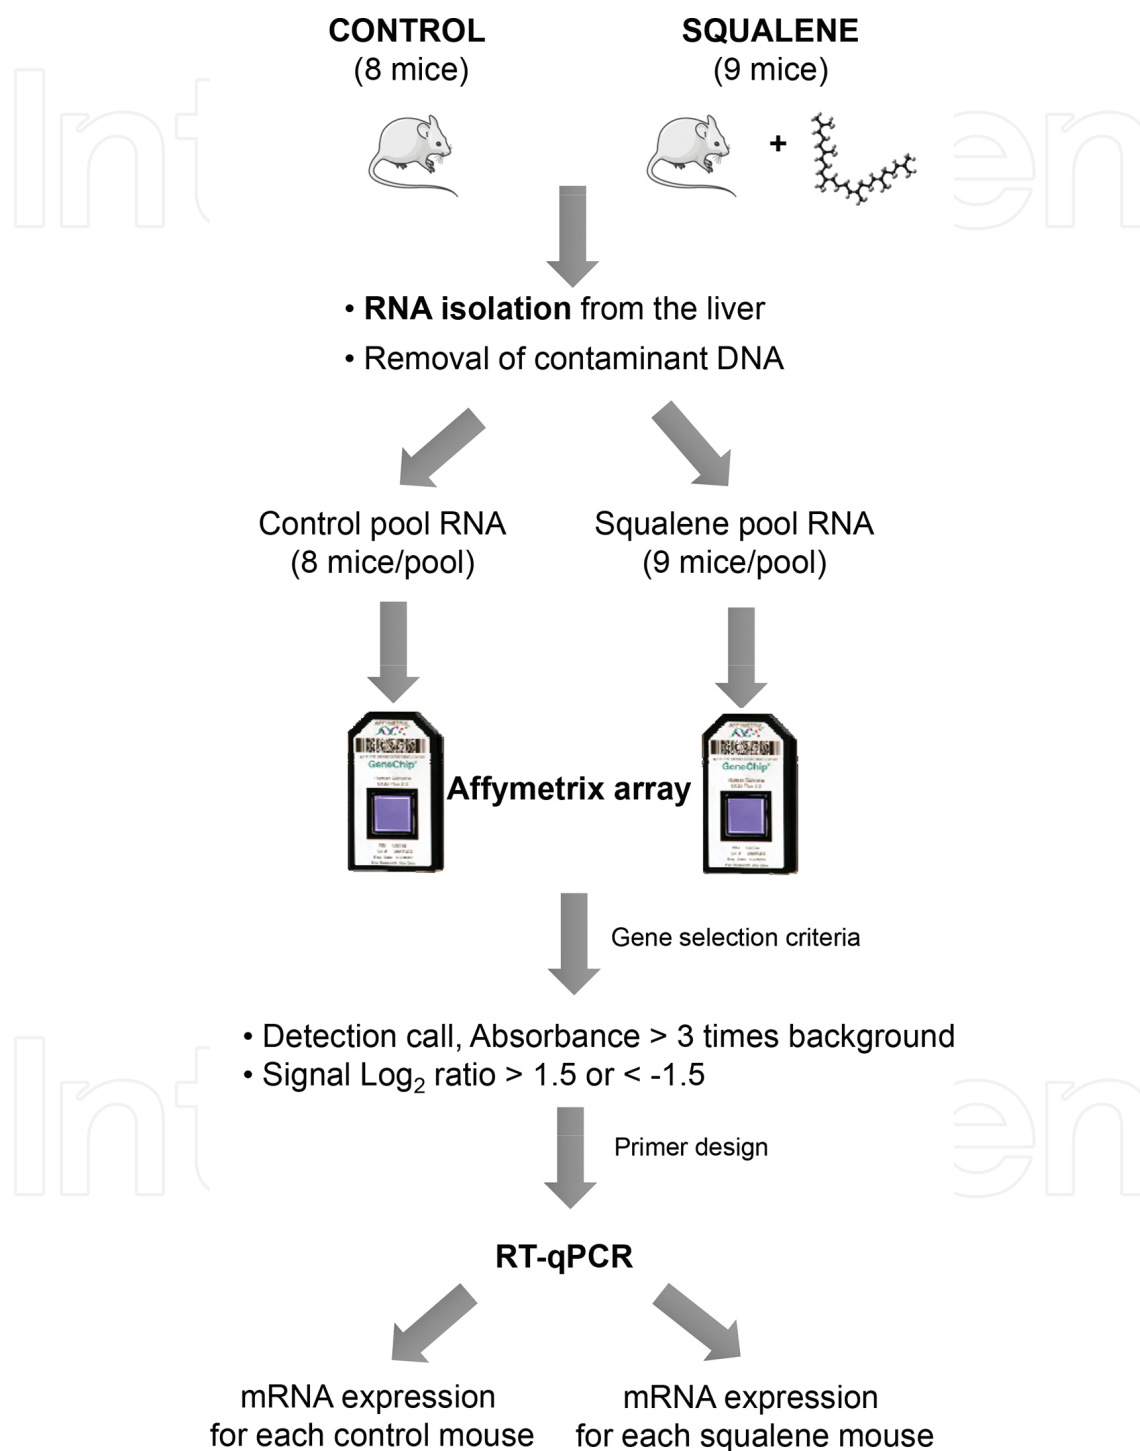 CONTROL
(8 mice)
SQUALENE
(9 mice)
+
• RNA isolation from the liver
• Removal of contaminant DNA
Control pool RNA
(8 mice/pool)
Squalene pool RNA
(9 mice/pool)
GeneChip®
Affymetrix array
GeneChip®
Gene selection criteria
• Detection call, Absorbance > 3 times background
• Signal Log₂ ratio > 1.5 or < -1.5
Primer design
RT-qPCR
mRNA expression
for each control mouse
mRNA expression
for each squalene mouse